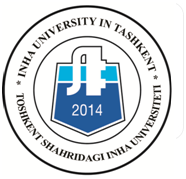 * INHA UNIVERSITY IN TASHKENT *
2014
TOSHKENT SHAHRIDAGI INHA UNIVERSITETI